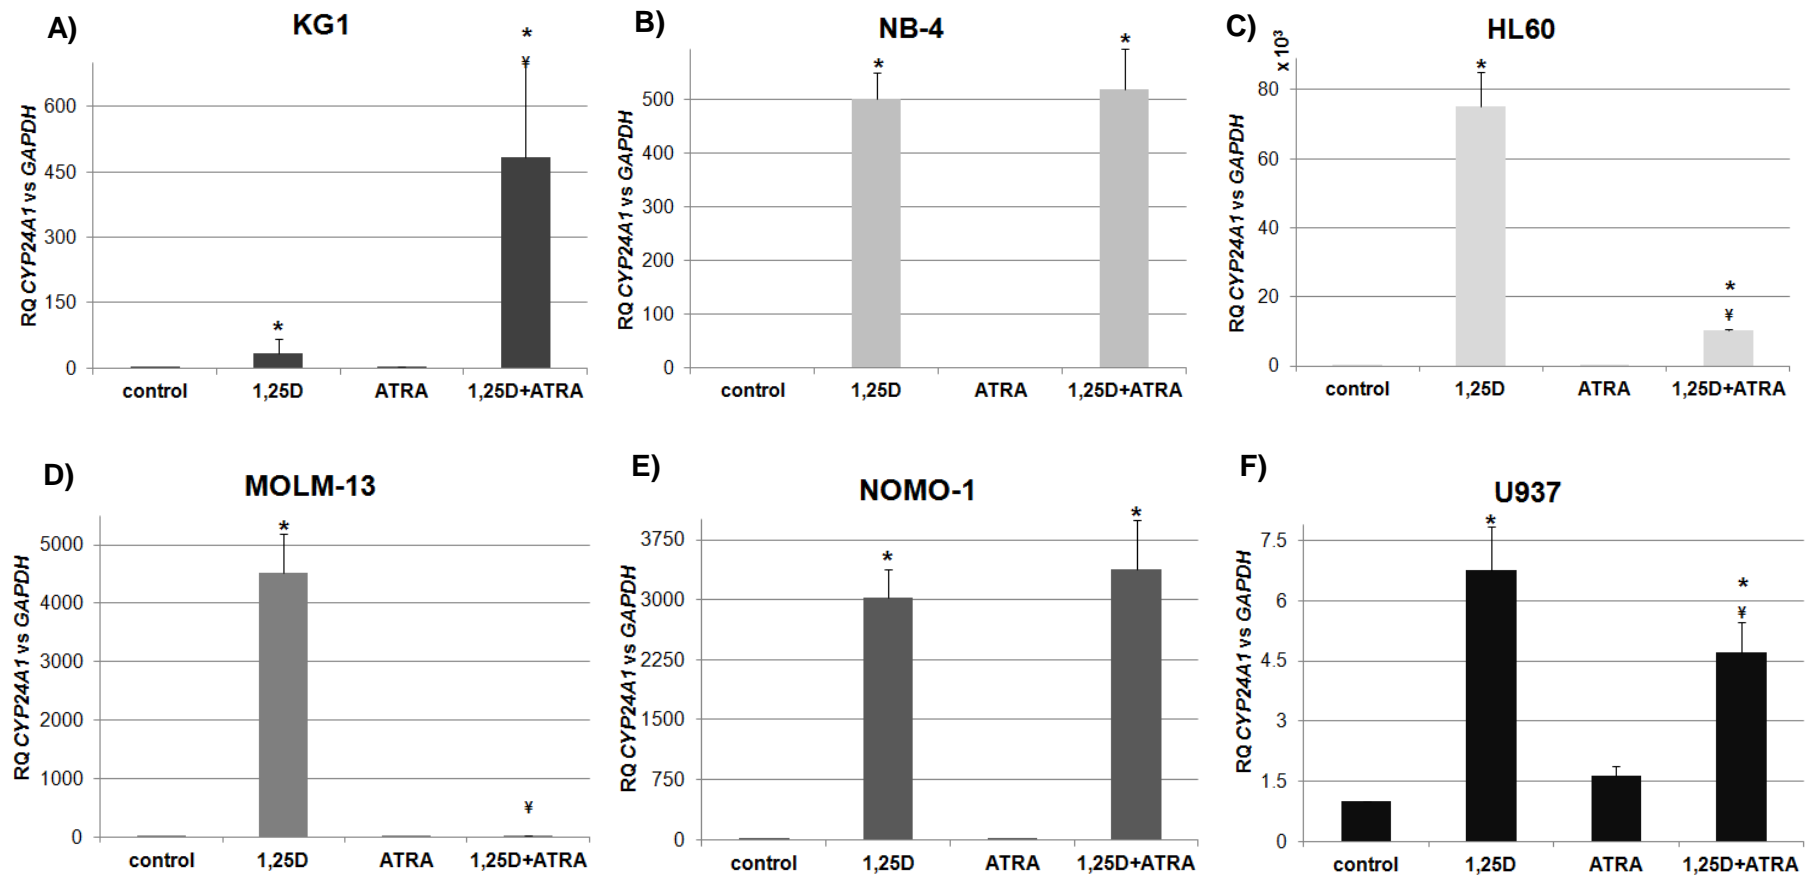 A)
KG1
RQ CYP24A1 vs GAPDH
600
450
300
150
0
*
*
¥
control 1,25D ATRA 1,25D+ATRA
B)
NB-4
RQ CYP24A1 vs GAPDH
500
400
300
200
100
0
*
*
control 1,25D ATRA 1,25D+ATRA
C)
HL60
x 10³
RQ CYP24A1 vs GAPDH
80
60
40
20
0
*
*
¥
control 1,25D ATRA 1,25D+ATRA
D)
MOLM-13
RQ CYP24A1 vs GAPDH
5000
4000
3000
2000
1000
0
*
¥
control 1,25D ATRA 1,25D+ATRA
E)
NOMO-1
RQ CYP24A1 vs GAPDH
3750
3000
2250
1500
750
0
*
*
control 1,25D ATRA 1,25D+ATRA
F)
U937
RQ CYP24A1 vs GAPDH
7.5
6
4.5
3
1.5
0
*
*
¥
control 1,25D ATRA 1,25D+ATRA